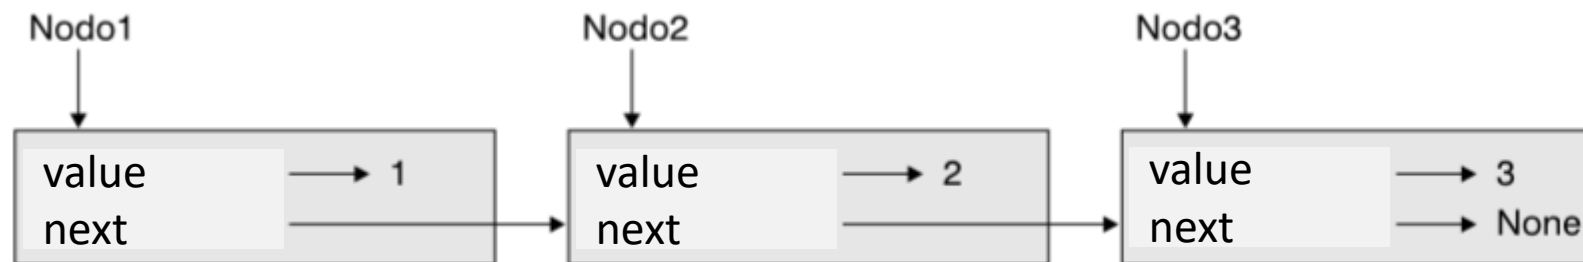 Nodo1 Nodo2 Nodo3
value 1 value 2 value 3
next next next None